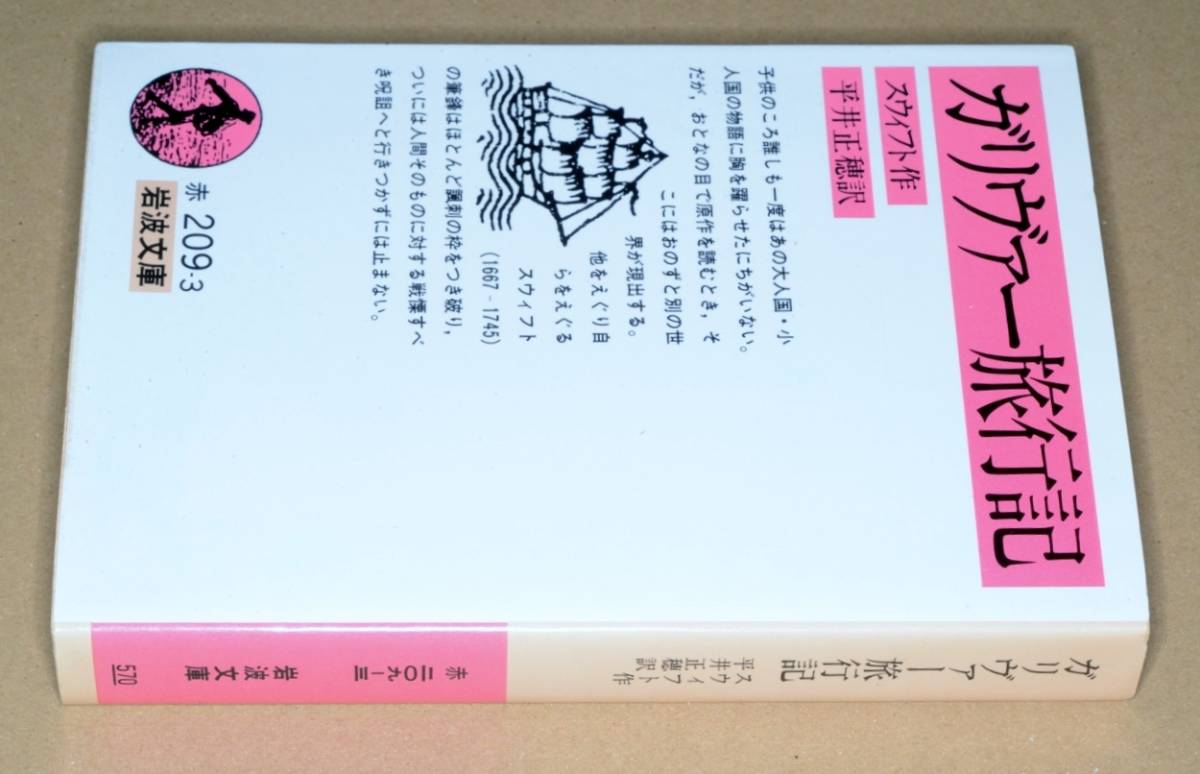 ガリヴァー旅行記
スウィフト作
平井正穂訳
子供のころ誰しも一度はあの大人国・小
人国の物語に胸を躍らせたにちがいない。
だが，おとなの目で原作を読むとき，そ
こにはおのずと別の世
界が現出する。
他をえぐり自
らをえぐる
スウィフト
(1667-1745)
の筆鋒はほとんど諷刺の枠をつき破り，
ついには人間そのものに対する戦慄すべ
き呪詛へと行きつかずには止まない。
赤 209-3
岩波文庫
ガリヴァー旅行記
スウィフト作
平井正穂訳
赤 二〇九-三
岩波文庫
570